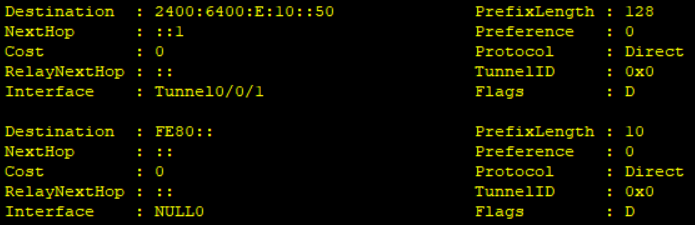 Destination  : 2400:6400:E:10::50                PrefixLength : 128
NextHop      : ::1                               Preference   : 0
Cost         : 0                                 Protocol     : Direct
RelayNextHop : ::                                TunnelID     : 0x0
Interface    : Tunnel0/0/1                       Flags        : D

Destination  : FE80::                            PrefixLength : 10
NextHop      : ::                                Preference   : 0
Cost         : 0                                 Protocol     : Direct
RelayNextHop : ::                                TunnelID     : 0x0
Interface    : NULL0                             Flags        : D